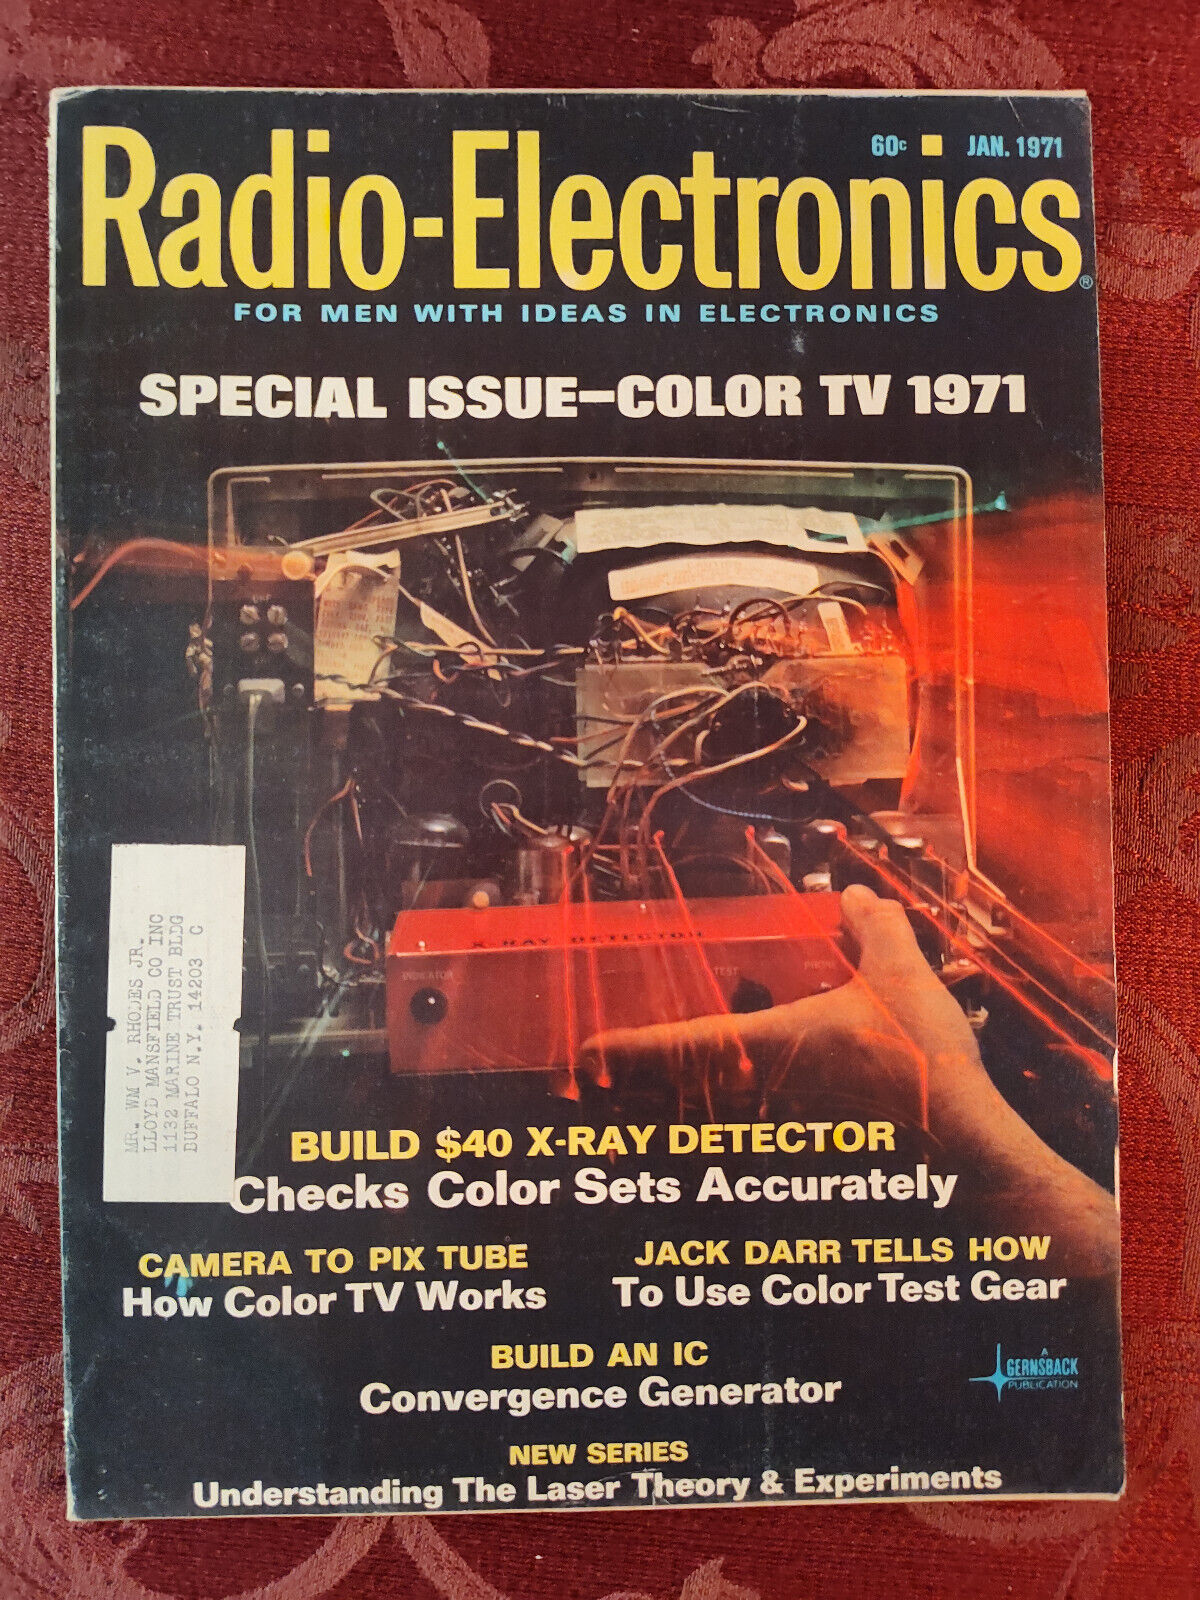 60¢ JAN. 1971
Radio-Electronics®
FOR MEN WITH IDEAS IN ELECTRONICS
SPECIAL ISSUE–COLOR TV 1971
UHF
X-RAY DETECTOR
INDICATOR
TEST
MR. WM V. RHODES JR.
LLOYD MANSFIELD CO INC
1132 MARINE TRUST BLDG
BUFFALO N.Y. 14203 C
BUILD $40 X-RAY DETECTOR
Checks Color Sets Accurately
CAMERA TO PIX TUBE
How Color TV Works
JACK DARR TELLS HOW
To Use Color Test Gear
BUILD AN IC
Convergence Generator
A
GERNSBACK
PUBLICATION
NEW SERIES
Understanding The Laser Theory & Experiments